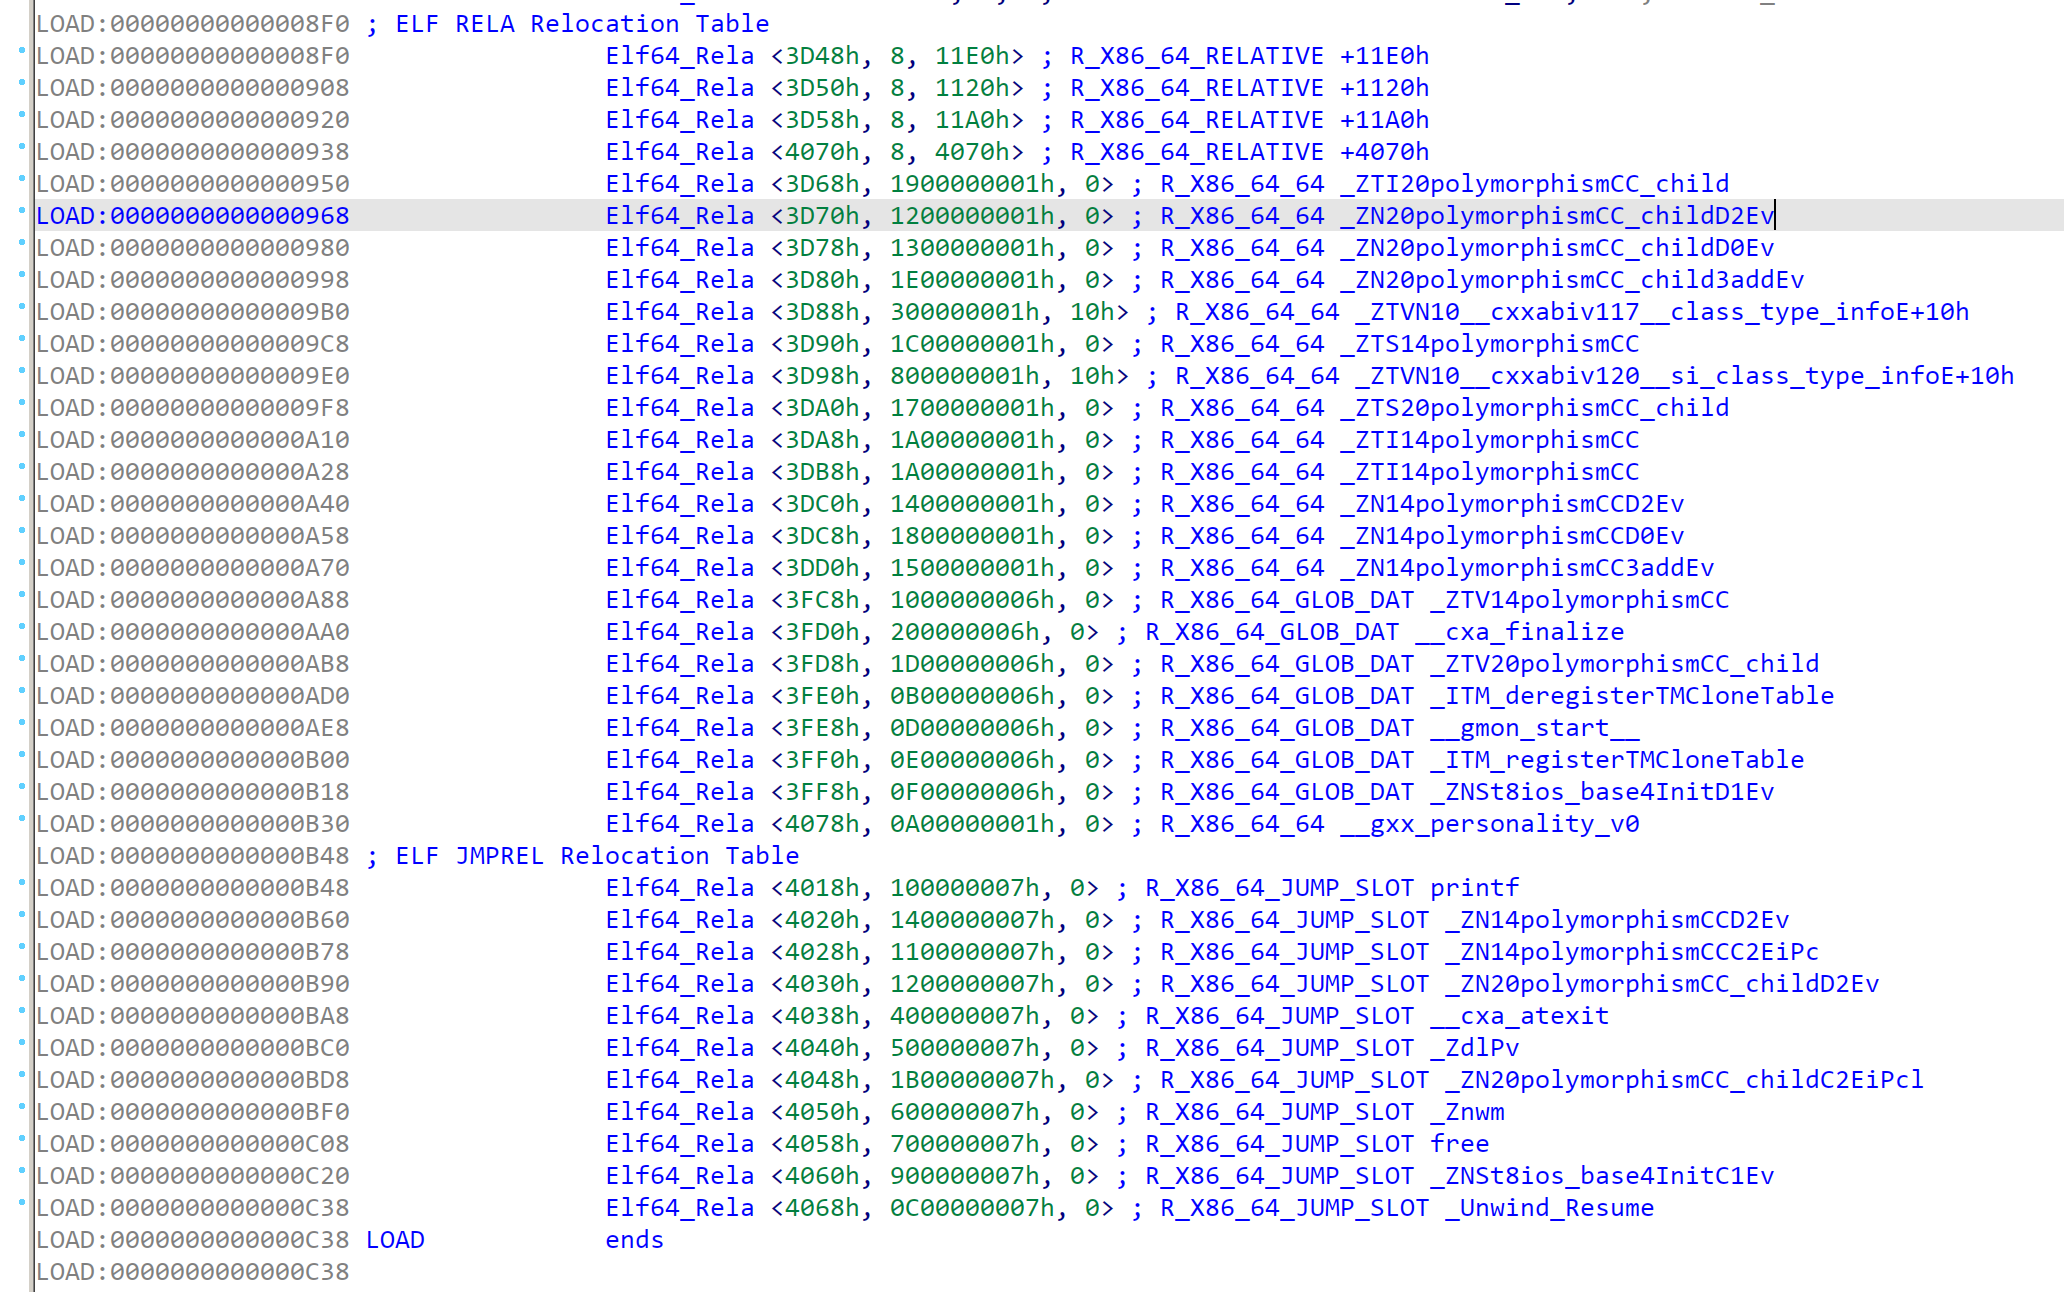 LOAD:00000000000008F0 ; ELF RELA Relocation Table
LOAD:00000000000008F0 Elf64_Rela <3D48h, 8, 11E0h> ; R_X86_64_RELATIVE +11E0h
LOAD:0000000000000908 Elf64_Rela <3D50h, 8, 1120h> ; R_X86_64_RELATIVE +1120h
LOAD:0000000000000920 Elf64_Rela <3D58h, 8, 11A0h> ; R_X86_64_RELATIVE +11A0h
LOAD:0000000000000938 Elf64_Rela <4070h, 8, 4070h> ; R_X86_64_RELATIVE +4070h
LOAD:0000000000000950 Elf64_Rela <3D68h, 1900000001h, 0> ; R_X86_64_64 _ZTI20polymorphismCC_child
LOAD:0000000000000968 Elf64_Rela <3D70h, 1200000001h, 0> ; R_X86_64_64 _ZN20polymorphismCC_childD2Ev
LOAD:0000000000000980 Elf64_Rela <3D78h, 1300000001h, 0> ; R_X86_64_64 _ZN20polymorphismCC_childD0Ev
LOAD:0000000000000998 Elf64_Rela <3D80h, 1E00000001h, 0> ; R_X86_64_64 _ZN20polymorphismCC_child3addEv
LOAD:00000000000009B0 Elf64_Rela <3D88h, 300000001h, 10h> ; R_X86_64_64 _ZTVN10__cxxabiv117__class_type_infoE+10h
LOAD:00000000000009C8 Elf64_Rela <3D90h, 1C00000001h, 0> ; R_X86_64_64 _ZTS14polymorphismCC
LOAD:00000000000009E0 Elf64_Rela <3D98h, 800000001h, 10h> ; R_X86_64_64 _ZTVN10__cxxabiv120__si_class_type_infoE+10h
LOAD:00000000000009F8 Elf64_Rela <3DA0h, 1700000001h, 0> ; R_X86_64_64 _ZTS20polymorphismCC_child
LOAD:0000000000000A10 Elf64_Rela <3DA8h, 1A00000001h, 0> ; R_X86_64_64 _ZTI14polymorphismCC
LOAD:0000000000000A28 Elf64_Rela <3DB8h, 1A00000001h, 0> ; R_X86_64_64 _ZTI14polymorphismCC
LOAD:0000000000000A40 Elf64_Rela <3DC0h, 1400000001h, 0> ; R_X86_64_64 _ZN14polymorphismCCD2Ev
LOAD:0000000000000A58 Elf64_Rela <3DC8h, 1800000001h, 0> ; R_X86_64_64 _ZN14polymorphismCCD0Ev
LOAD:0000000000000A70 Elf64_Rela <3DD0h, 1500000001h, 0> ; R_X86_64_64 _ZN14polymorphismCC3addEv
LOAD:0000000000000A88 Elf64_Rela <3FC8h, 1000000006h, 0> ; R_X86_64_GLOB_DAT _ZTV14polymorphismCC
LOAD:0000000000000AA0 Elf64_Rela <3FD0h, 200000006h, 0> ; R_X86_64_GLOB_DAT __cxa_finalize
LOAD:0000000000000AB8 Elf64_Rela <3FD8h, 1D00000006h, 0> ; R_X86_64_GLOB_DAT _ZTV20polymorphismCC_child
LOAD:0000000000000AD0 Elf64_Rela <3FE0h, 0B00000006h, 0> ; R_X86_64_GLOB_DAT _ITM_deregisterTMCloneTable
LOAD:0000000000000AE8 Elf64_Rela <3FE8h, 0D00000006h, 0> ; R_X86_64_GLOB_DAT __gmon_start__
LOAD:0000000000000B00 Elf64_Rela <3FF0h, 0E00000006h, 0> ; R_X86_64_GLOB_DAT _ITM_registerTMCloneTable
LOAD:0000000000000B18 Elf64_Rela <3FF8h, 0F00000006h, 0> ; R_X86_64_GLOB_DAT _ZNSt8ios_base4InitD1Ev
LOAD:0000000000000B30 Elf64_Rela <4078h, 0A00000001h, 0> ; R_X86_64_64 __gxx_personality_v0
LOAD:0000000000000B48 ; ELF JMPREL Relocation Table
LOAD:0000000000000B48 Elf64_Rela <4018h, 100000007h, 0> ; R_X86_64_JUMP_SLOT printf
LOAD:0000000000000B60 Elf64_Rela <4020h, 1400000007h, 0> ; R_X86_64_JUMP_SLOT _ZN14polymorphismCCD2Ev
LOAD:0000000000000B78 Elf64_Rela <4028h, 1100000007h, 0> ; R_X86_64_JUMP_SLOT _ZN14polymorphismCCC2EiPc
LOAD:0000000000000B90 Elf64_Rela <4030h, 1200000007h, 0> ; R_X86_64_JUMP_SLOT _ZN20polymorphismCC_childD2Ev
LOAD:0000000000000BA8 Elf64_Rela <4038h, 400000007h, 0> ; R_X86_64_JUMP_SLOT __cxa_atexit
LOAD:0000000000000BC0 Elf64_Rela <4040h, 500000007h, 0> ; R_X86_64_JUMP_SLOT _ZdlPv
LOAD:0000000000000BD8 Elf64_Rela <4048h, 1B00000007h, 0> ; R_X86_64_JUMP_SLOT _ZN20polymorphismCC_childC2EiPcl
LOAD:0000000000000BF0 Elf64_Rela <4050h, 600000007h, 0> ; R_X86_64_JUMP_SLOT _Znwm
LOAD:0000000000000C08 Elf64_Rela <4058h, 700000007h, 0> ; R_X86_64_JUMP_SLOT free
LOAD:0000000000000C20 Elf64_Rela <4060h, 900000007h, 0> ; R_X86_64_JUMP_SLOT _ZNSt8ios_base4InitC1Ev
LOAD:0000000000000C38 Elf64_Rela <4068h, 0C00000007h, 0> ; R_X86_64_JUMP_SLOT _Unwind_Resume
LOAD:0000000000000C38 LOAD ends
LOAD:0000000000000C38